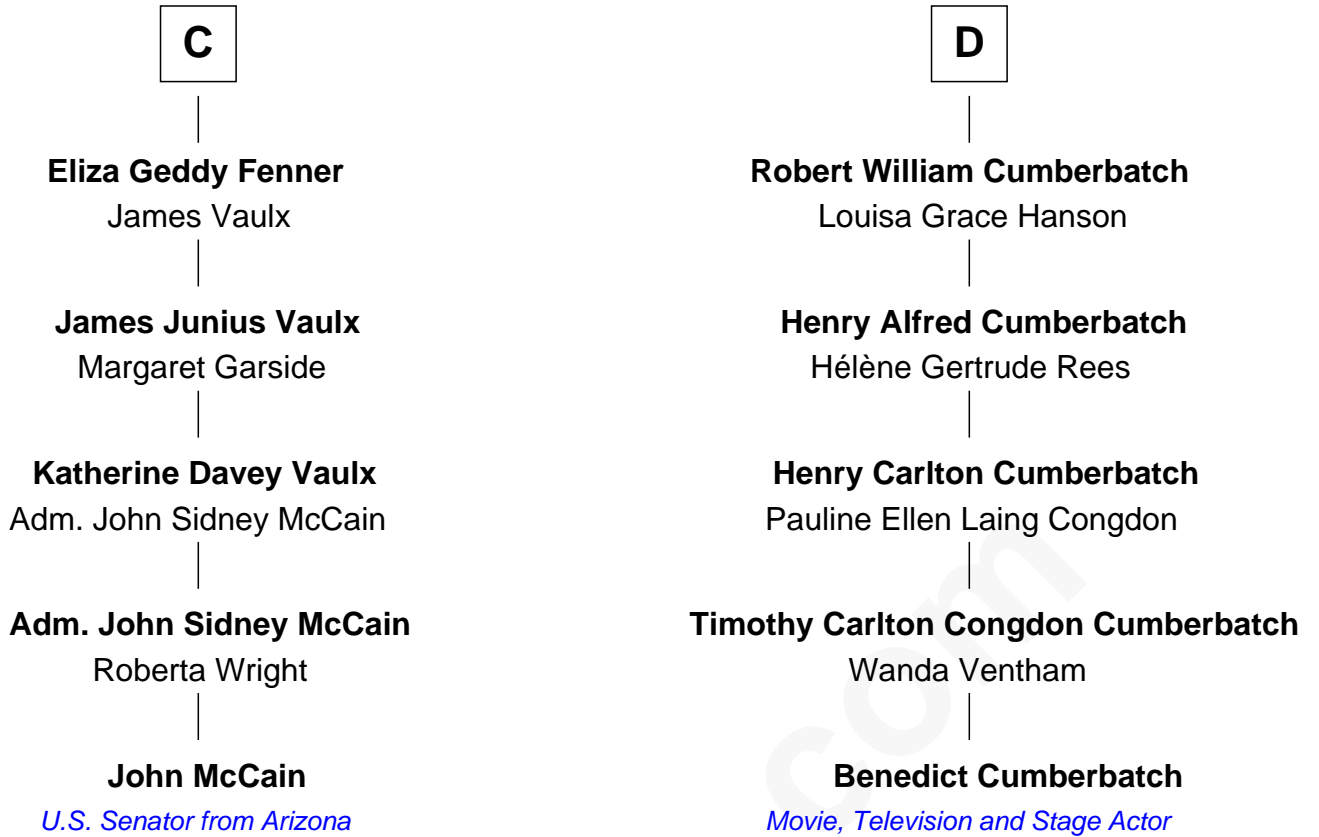 C
Eliza Geddy Fenner
James Vaulx
James Junius Vaulx
Margaret Garside
Katherine Davey Vaulx
Adm. John Sidney McCain
Adm. John Sidney McCain
Roberta Wright
John McCain
U.S. Senator from Arizona
D
Robert William Cumberbatch
Louisa Grace Hanson
Henry Alfred Cumberbatch
Hélène Gertrude Rees
Henry Carlton Cumberbatch
Pauline Ellen Laing Congdon
Timothy Carlton Congdon Cumberbatch
Wanda Ventham
Benedict Cumberbatch
Movie, Television and Stage Actor
com